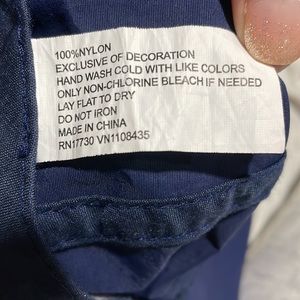 100%NYLON
EXCLUSIVE OF DECORATION
HAND WASH COLD WITH LIKE COLORS
ONLY NON-CHLORINE BLEACH IF NEEDED
LAY FLAT TO DRY
DO NOT IRON
MADE IN CHINA
RN17730 VN1108435